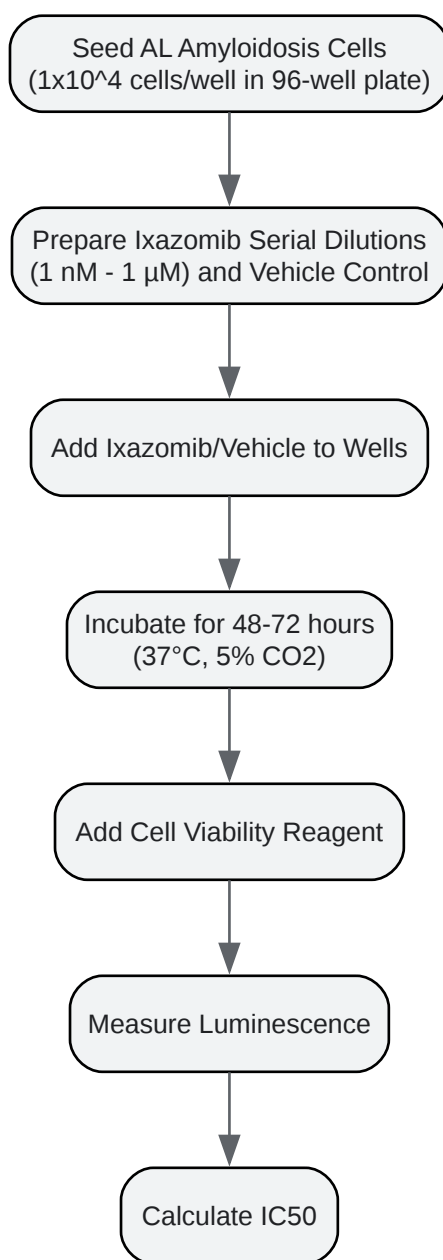 Seed AL Amyloidosis Cells
(1x10^4 cells/well in 96-well plate)
Prepare Ixazomib Serial Dilutions
(1 nM - 1 µM) and Vehicle Control
Add Ixazomib/Vehicle to Wells
Incubate for 48-72 hours
(37°C, 5% CO2)
Add Cell Viability Reagent
Measure Luminescence
Calculate IC50